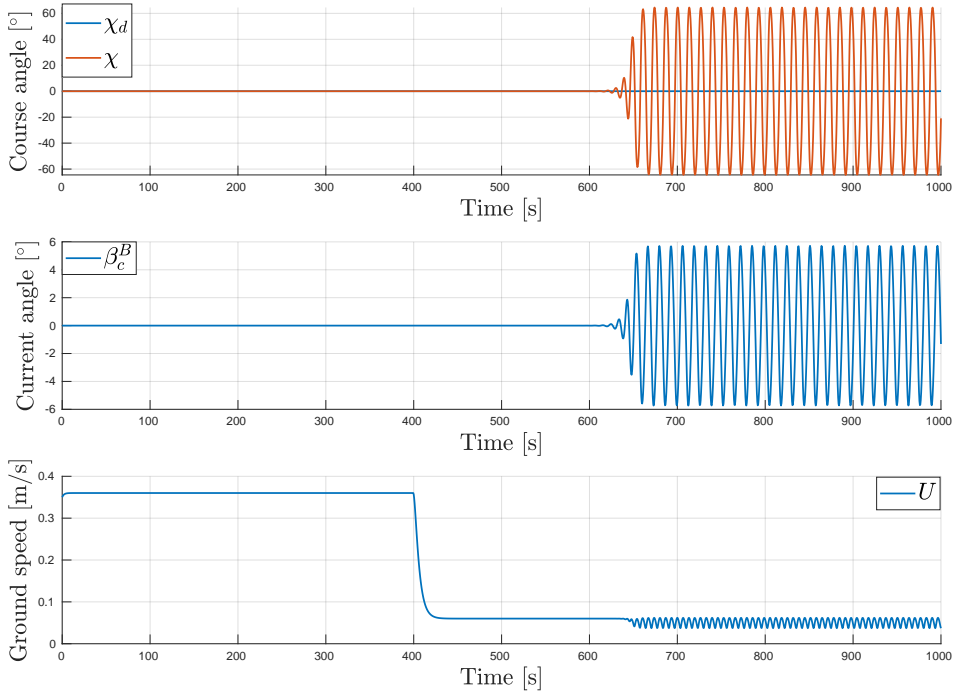 Course angle [°]
60
40
20
0
-20
-40
-60
χ_d
χ
0 100 200 300 400 500 600 700 800 900 1000
Time [s]
Current angle [°]
6
4
2
0
-2
-4
-6
β_c^B
0 100 200 300 400 500 600 700 800 900 1000
Time [s]
Ground speed [m/s]
0.4
0.3
0.2
0.1
0
U
0 100 200 300 400 500 600 700 800 900 1000
Time [s]